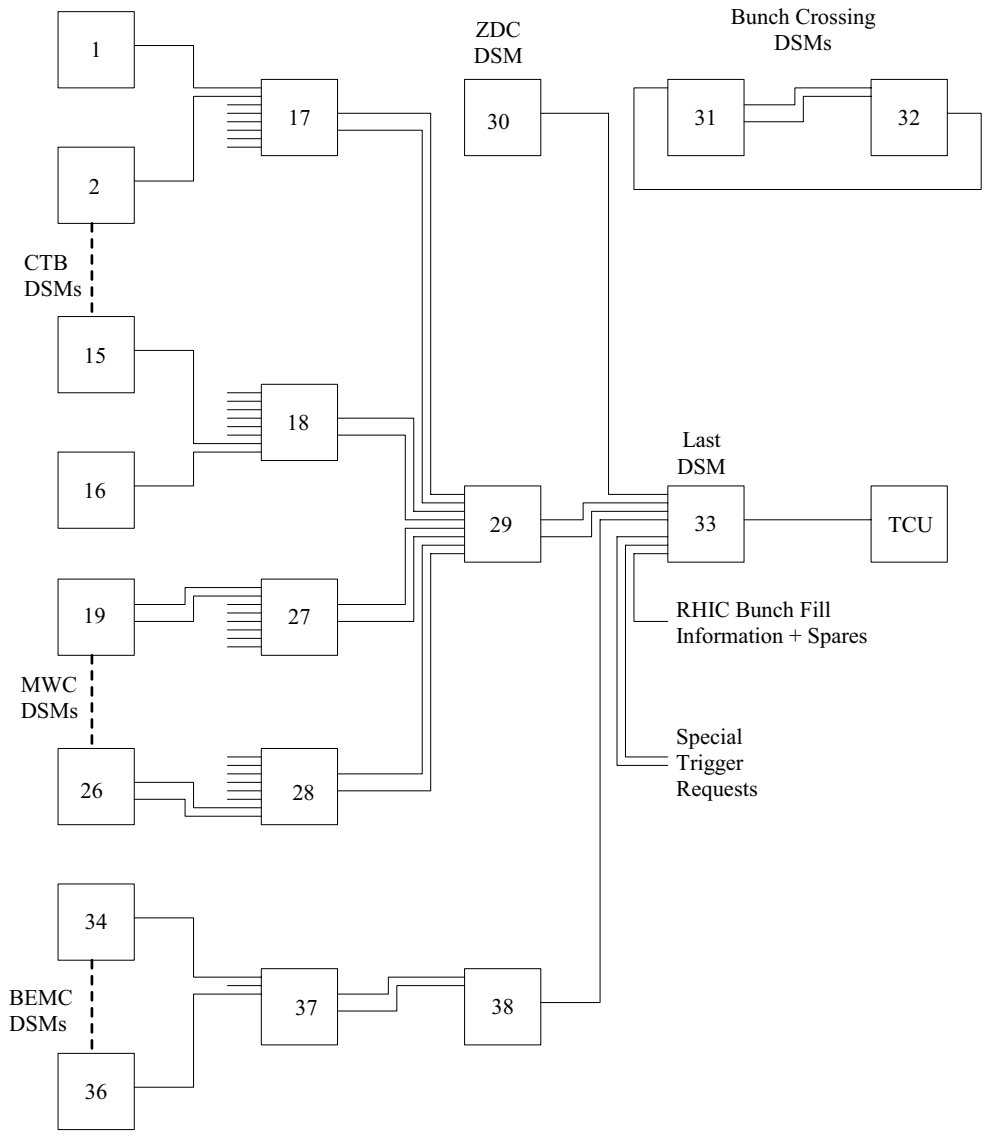 1
17
2
CTB
DSMs
15
18
16
19
27
MWC
DSMs
26
28
34
BEMC
DSMs
36
37
38
ZDC
DSM
30
29
Bunch Crossing
DSMs
31
32
Last
DSM
33
TCU
RHIC Bunch Fill
Information + Spares
Special
Trigger
Requests